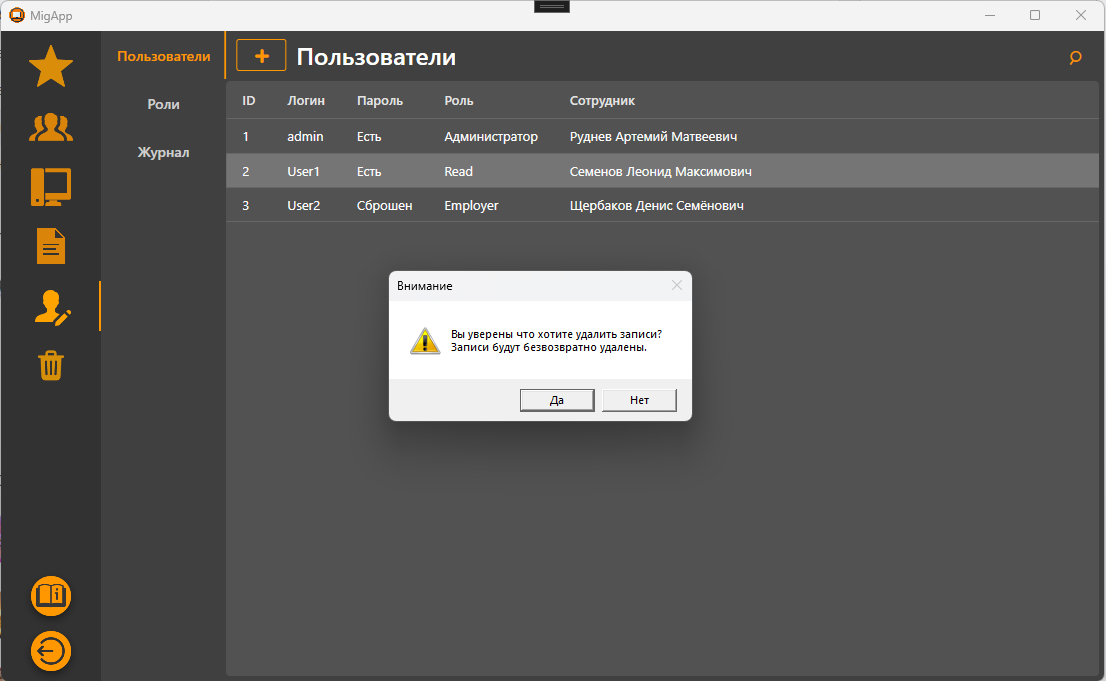 MigApp
Пользователи
Роли
Журнал
+ Пользователи
ID Логин Пароль Роль Сотрудник
1 admin Есть Администратор Руднев Артемий Матвеевич
2 User1 Есть Read Семенов Леонид Максимович
3 User2 Сброшен Employer Щербаков Денис Семёнович
Внимание
Вы уверены что хотите удалить записи?
Записи будут безвозвратно удалены.
Да Нет